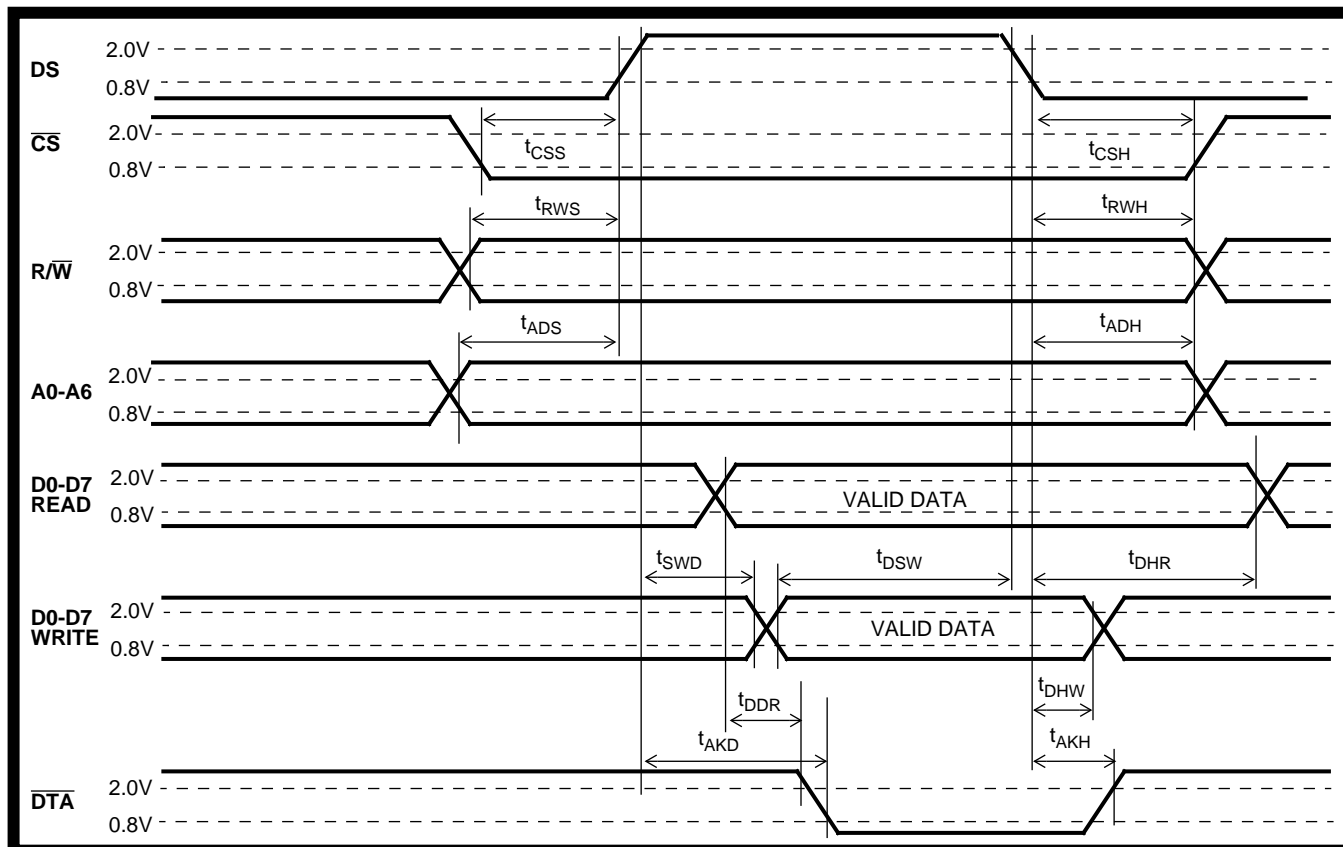 DS
2.0V
0.8V
C̅S̅
2.0V
0.8V
tCSS
tCSH
tRWS
tRWH
R/W̅
2.0V
0.8V
tADS
tADH
A0-A6
2.0V
0.8V
D0-D7
READ
2.0V
0.8V
VALID DATA
tSWD
tDSW
tDHR
D0-D7
WRITE
2.0V
0.8V
VALID DATA
tDDR
tDHW
tAKD
tAKH
D̅T̅A̅
2.0V
0.8V